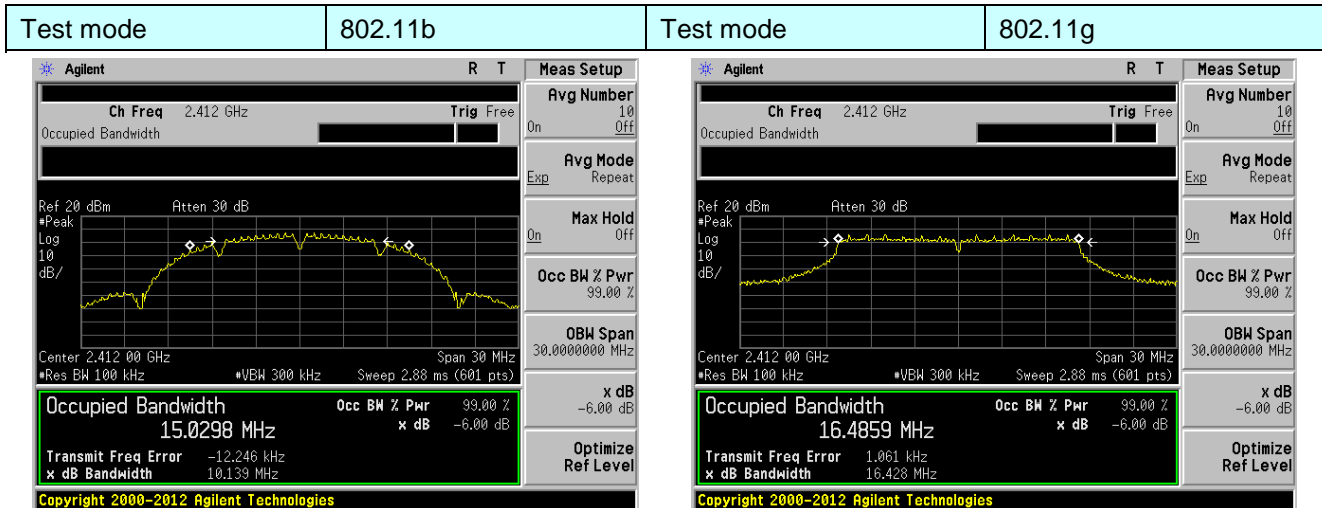 Test mode 802.11b Test mode 802.11g
Agilent R T
Ch Freq 2.412 GHz Trig Free
Occupied Bandwidth
Ref 20 dBm Atten 30 dB
#Peak
Log
10
dB/
Center 2.412 00 GHz Span 30 MHz
#Res BW 100 kHz #VBW 300 kHz Sweep 2.88 ms (601 pts)
Occupied Bandwidth Occ BW % Pwr 99.00 %
15.0298 MHz x dB -6.00 dB
Transmit Freq Error -12.246 kHz
x dB Bandwidth 10.139 MHz
Copyright 2000-2012 Agilent Technologies
Meas Setup
Avg Number
10
On Off
Avg Mode
Exp Repeat
Max Hold
On Off
Occ BW % Pwr
99.00 %
OBW Span
30.0000000 MHz
x dB
-6.00 dB
Optimize
Ref Level
Agilent R T
Ch Freq 2.412 GHz Trig Free
Occupied Bandwidth
Ref 20 dBm Atten 30 dB
#Peak
Log
10
dB/
Center 2.412 00 GHz Span 30 MHz
#Res BW 100 kHz #VBW 300 kHz Sweep 2.88 ms (601 pts)
Occupied Bandwidth Occ BW % Pwr 99.00 %
16.4859 MHz x dB -6.00 dB
Transmit Freq Error 1.061 kHz
x dB Bandwidth 16.428 MHz
Copyright 2000-2012 Agilent Technologies
Meas Setup
Avg Number
10
On Off
Avg Mode
Exp Repeat
Max Hold
On Off
Occ BW % Pwr
99.00 %
OBW Span
30.0000000 MHz
x dB
-6.00 dB
Optimize
Ref Level